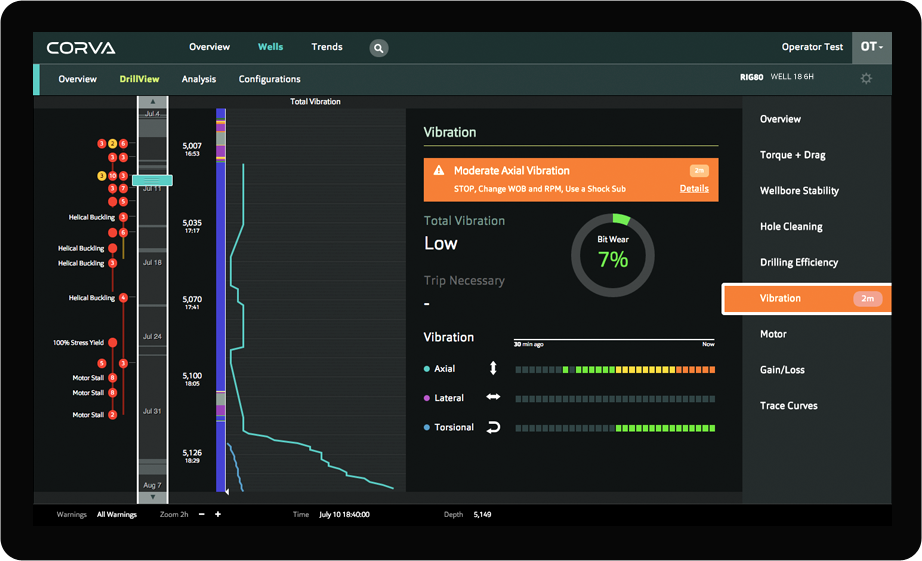 CORVA
Overview
Wells
Trends
Operator Test
OT
Overview
DrillView
Analysis
Configurations
RIG80
WELL 18 6H
Total Vibration
Jul 4
Jul 11
Jul 18
Jul 24
Jul 31
Aug 7
3 2 6
3 3
3 10 3
3 7
5
Helical Buckling 3
6
Helical Buckling
Helical Buckling 3
Helical Buckling 4
100% Stress Yield
5 3
Motor Stall 8
Motor Stall 8
Motor Stall 2
5,007
16:53
5,035
17:17
5,070
17:41
5,100
18:05
5,126
18:29
Vibration
Moderate Axial Vibration
2m
STOP, Change WOB and RPM, Use a Shock Sub
Details
Total Vibration
Low
Trip Necessary
-
Bit Wear
7%
Vibration
30 min ago
Now
Axial
Lateral
Torsional
Overview
Torque + Drag
Wellbore Stability
Hole Cleaning
Drilling Efficiency
Vibration
2m
Motor
Gain/Loss
Trace Curves
Warnings
All Warnings
Zoom 2h
- +
Time
July 10 18:40:00
Depth
5,149